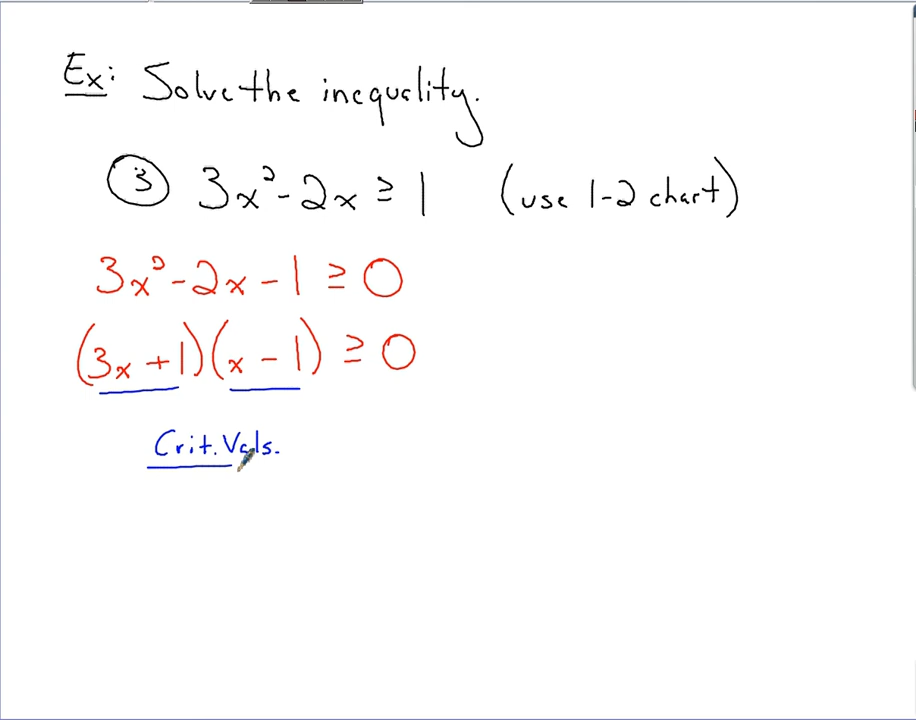 Ex: Solve the inequality.
③ 3x² - 2x ≥ 1 (use 1-2 chart)
3x² - 2x - 1 ≥ 0
(3x + 1)(x - 1) ≥ 0
Crit. Vals.